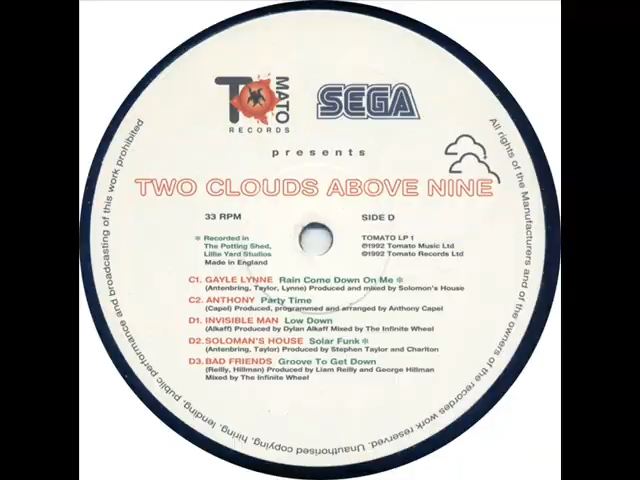 TOMATO
RECORDS
SEGA
presents
TWO CLOUDS ABOVE NINE
33 RPM
SIDE D
* Recorded in
The Potting Shed,
Lillie Yard Studios
Made in England
TOMATO LP 1
℗1992 Tomato Music Ltd
©1992 Tomato Records Ltd
C1. GAYLE LYNNE Rain Come Down On Me *
(Antenbring, Taylor, Lynne) Produced and mixed by Solomon's House
C2. ANTHONY Party Time
(Capel) Produced, programmed and arranged by Anthony Capel
D1. INVISIBLE MAN Low Down
(Alkaff) Produced by Dylan Alkaff Mixed by The Infinite Wheel
D2. SOLOMAN'S HOUSE Solar Funk *
(Antenbring, Taylor) Produced by Stephen Taylor and Charlton
D3. BAD FRIENDS Groove To Get Down
(Reilly, Hillman) Produced by Liam Reilly and George Hillman
Mixed by The Infinite Wheel
All rights of the Manufacturers and of the owners of the recordes work reserved. Unauthorised copying, hiring, lending, public performance and broadcasting of this work prohibited